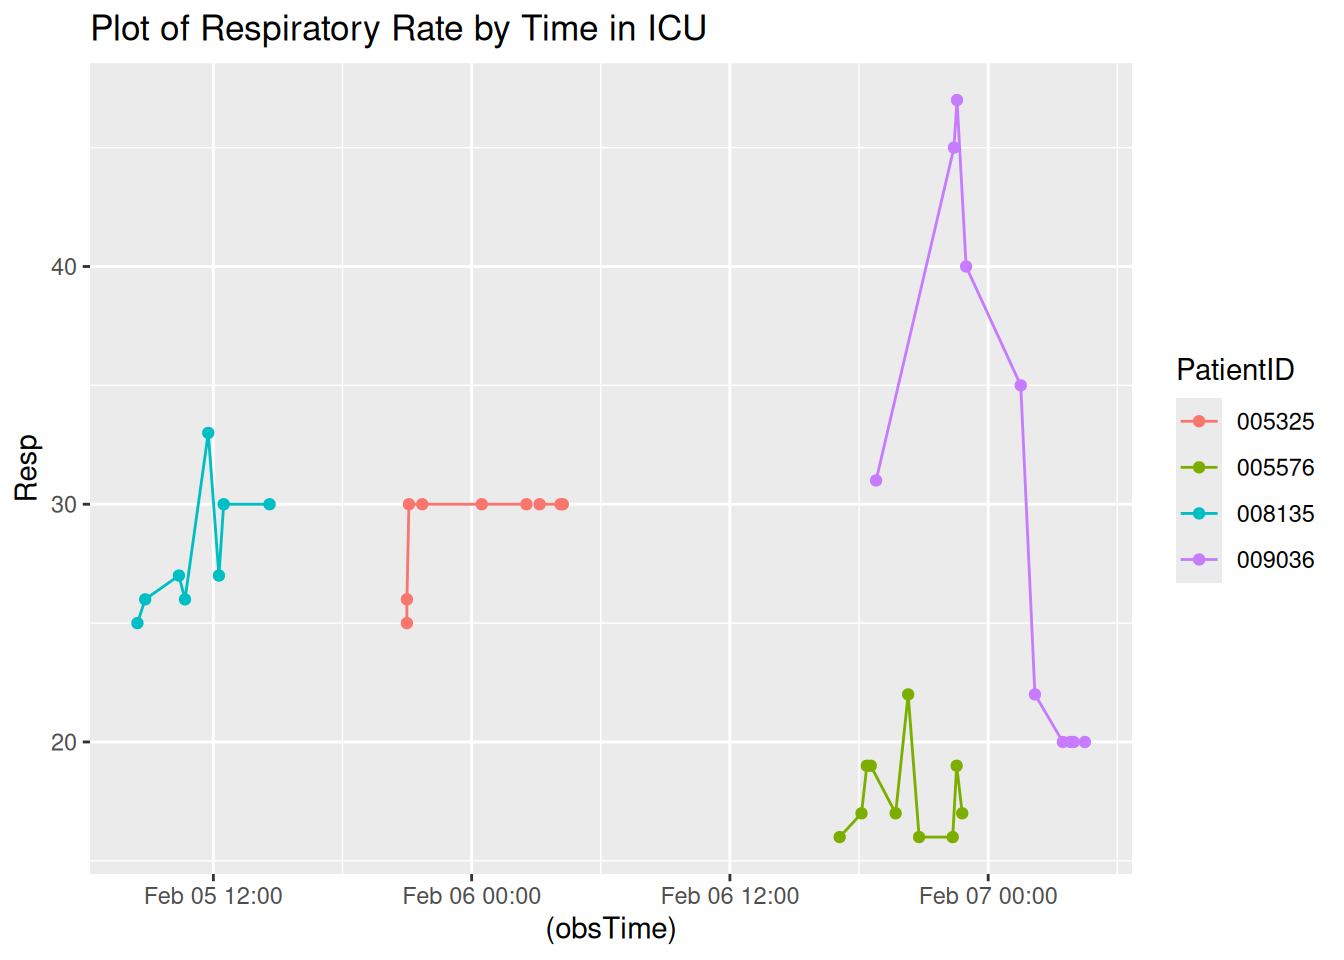 Plot of Respiratory Rate by Time in ICU
Resp
40
30
20
Feb 05 12:00 Feb 06 00:00 Feb 06 12:00 Feb 07 00:00
(obsTime)
PatientID
005325
005576
008135
009036